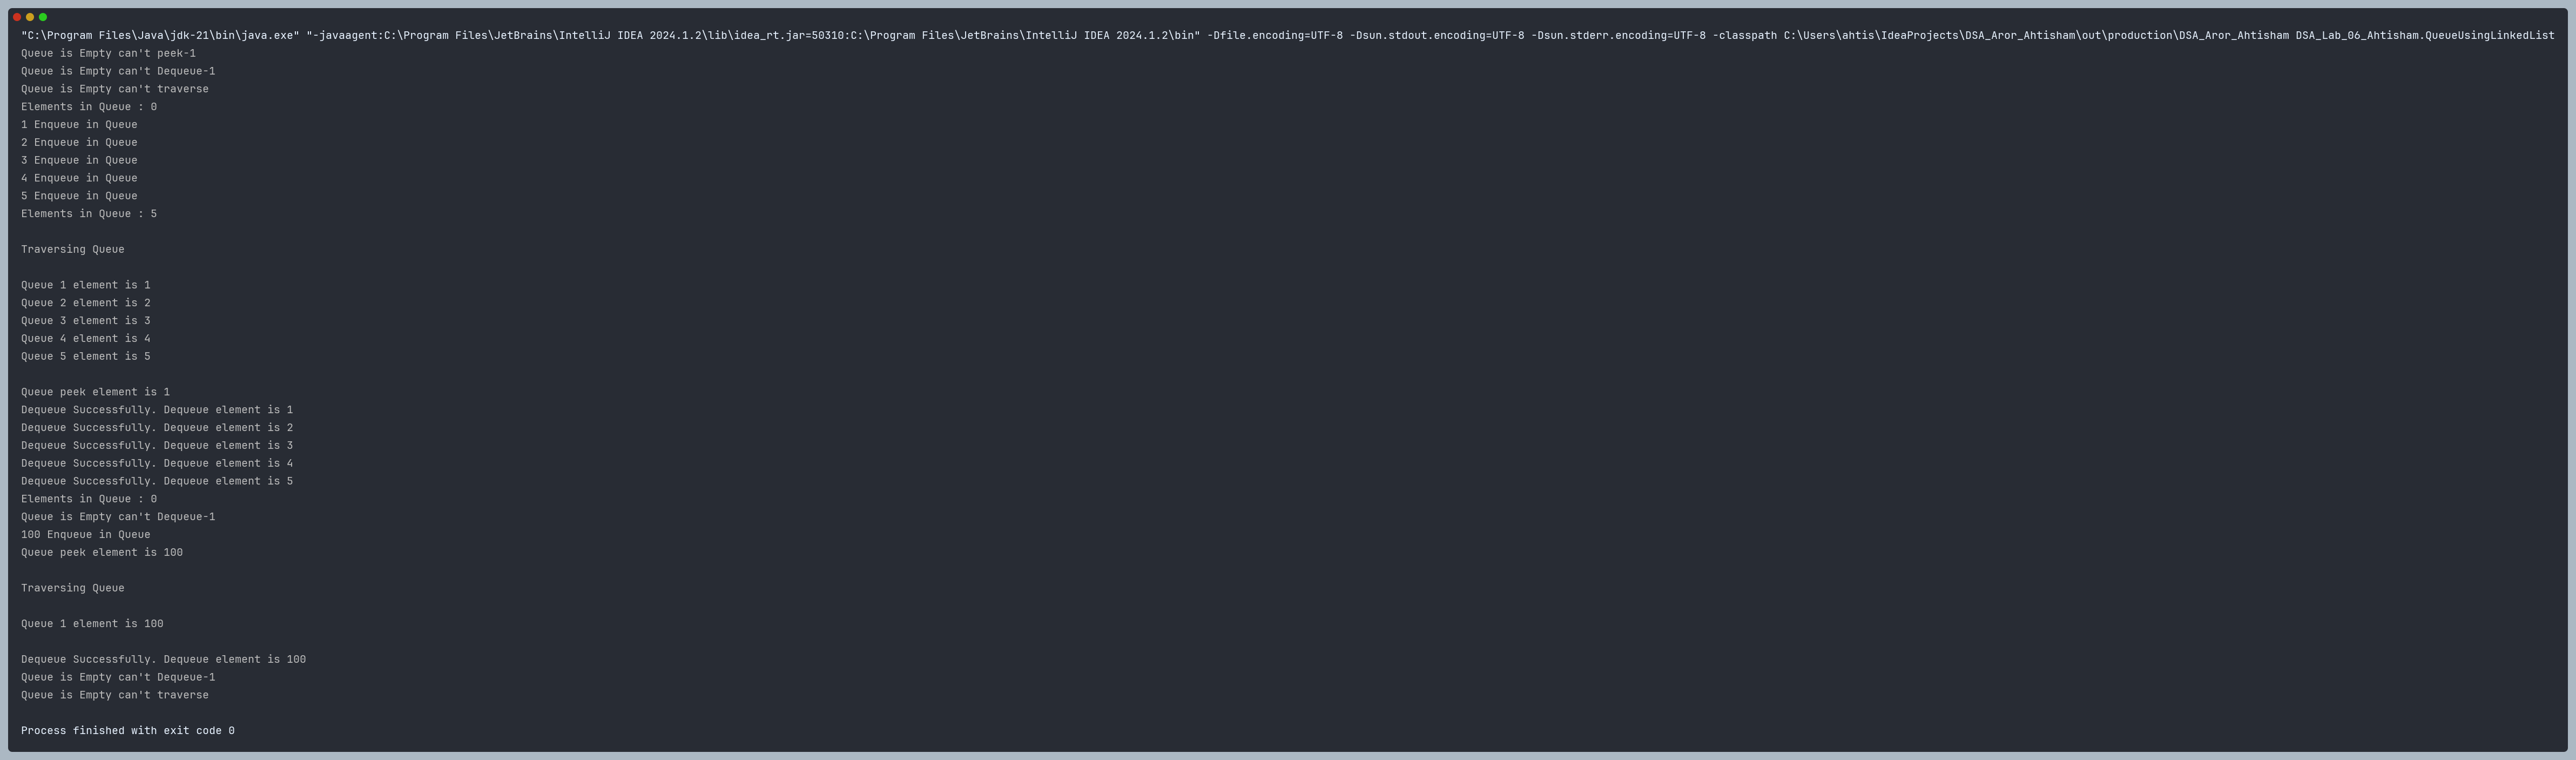 "C:\Program Files\Java\jdk-21\bin\java.exe" "-javaagent:C:\Program Files\JetBrains\IntelliJ IDEA 2024.1.2\lib\idea_rt.jar=50310:C:\Program Files\JetBrains\IntelliJ IDEA 2024.1.2\bin" -Dfile.encoding=UTF-8 -Dsun.stdout.encoding=UTF-8 -Dsun.stderr.encoding=UTF-8 -classpath C:\Users\ahtis\IdeaProjects\DSA_Aror_Ahtisham\out\production\DSA_Aror_Ahtisham DSA_Lab_06_Ahtisham.QueueUsingLinkedList
Queue is Empty can't peek-1
Queue is Empty can't Dequeue-1
Queue is Empty can't traverse
Elements in Queue : 0
1 Enqueue in Queue
2 Enqueue in Queue
3 Enqueue in Queue
4 Enqueue in Queue
5 Enqueue in Queue
Elements in Queue : 5

Traversing Queue

Queue 1 element is 1
Queue 2 element is 2
Queue 3 element is 3
Queue 4 element is 4
Queue 5 element is 5

Queue peek element is 1
Dequeue Successfully. Dequeue element is 1
Dequeue Successfully. Dequeue element is 2
Dequeue Successfully. Dequeue element is 3
Dequeue Successfully. Dequeue element is 4
Dequeue Successfully. Dequeue element is 5
Elements in Queue : 0
Queue is Empty can't Dequeue-1
100 Enqueue in Queue
Queue peek element is 100

Traversing Queue

Queue 1 element is 100

Dequeue Successfully. Dequeue element is 100
Queue is Empty can't Dequeue-1
Queue is Empty can't traverse

Process finished with exit code 0